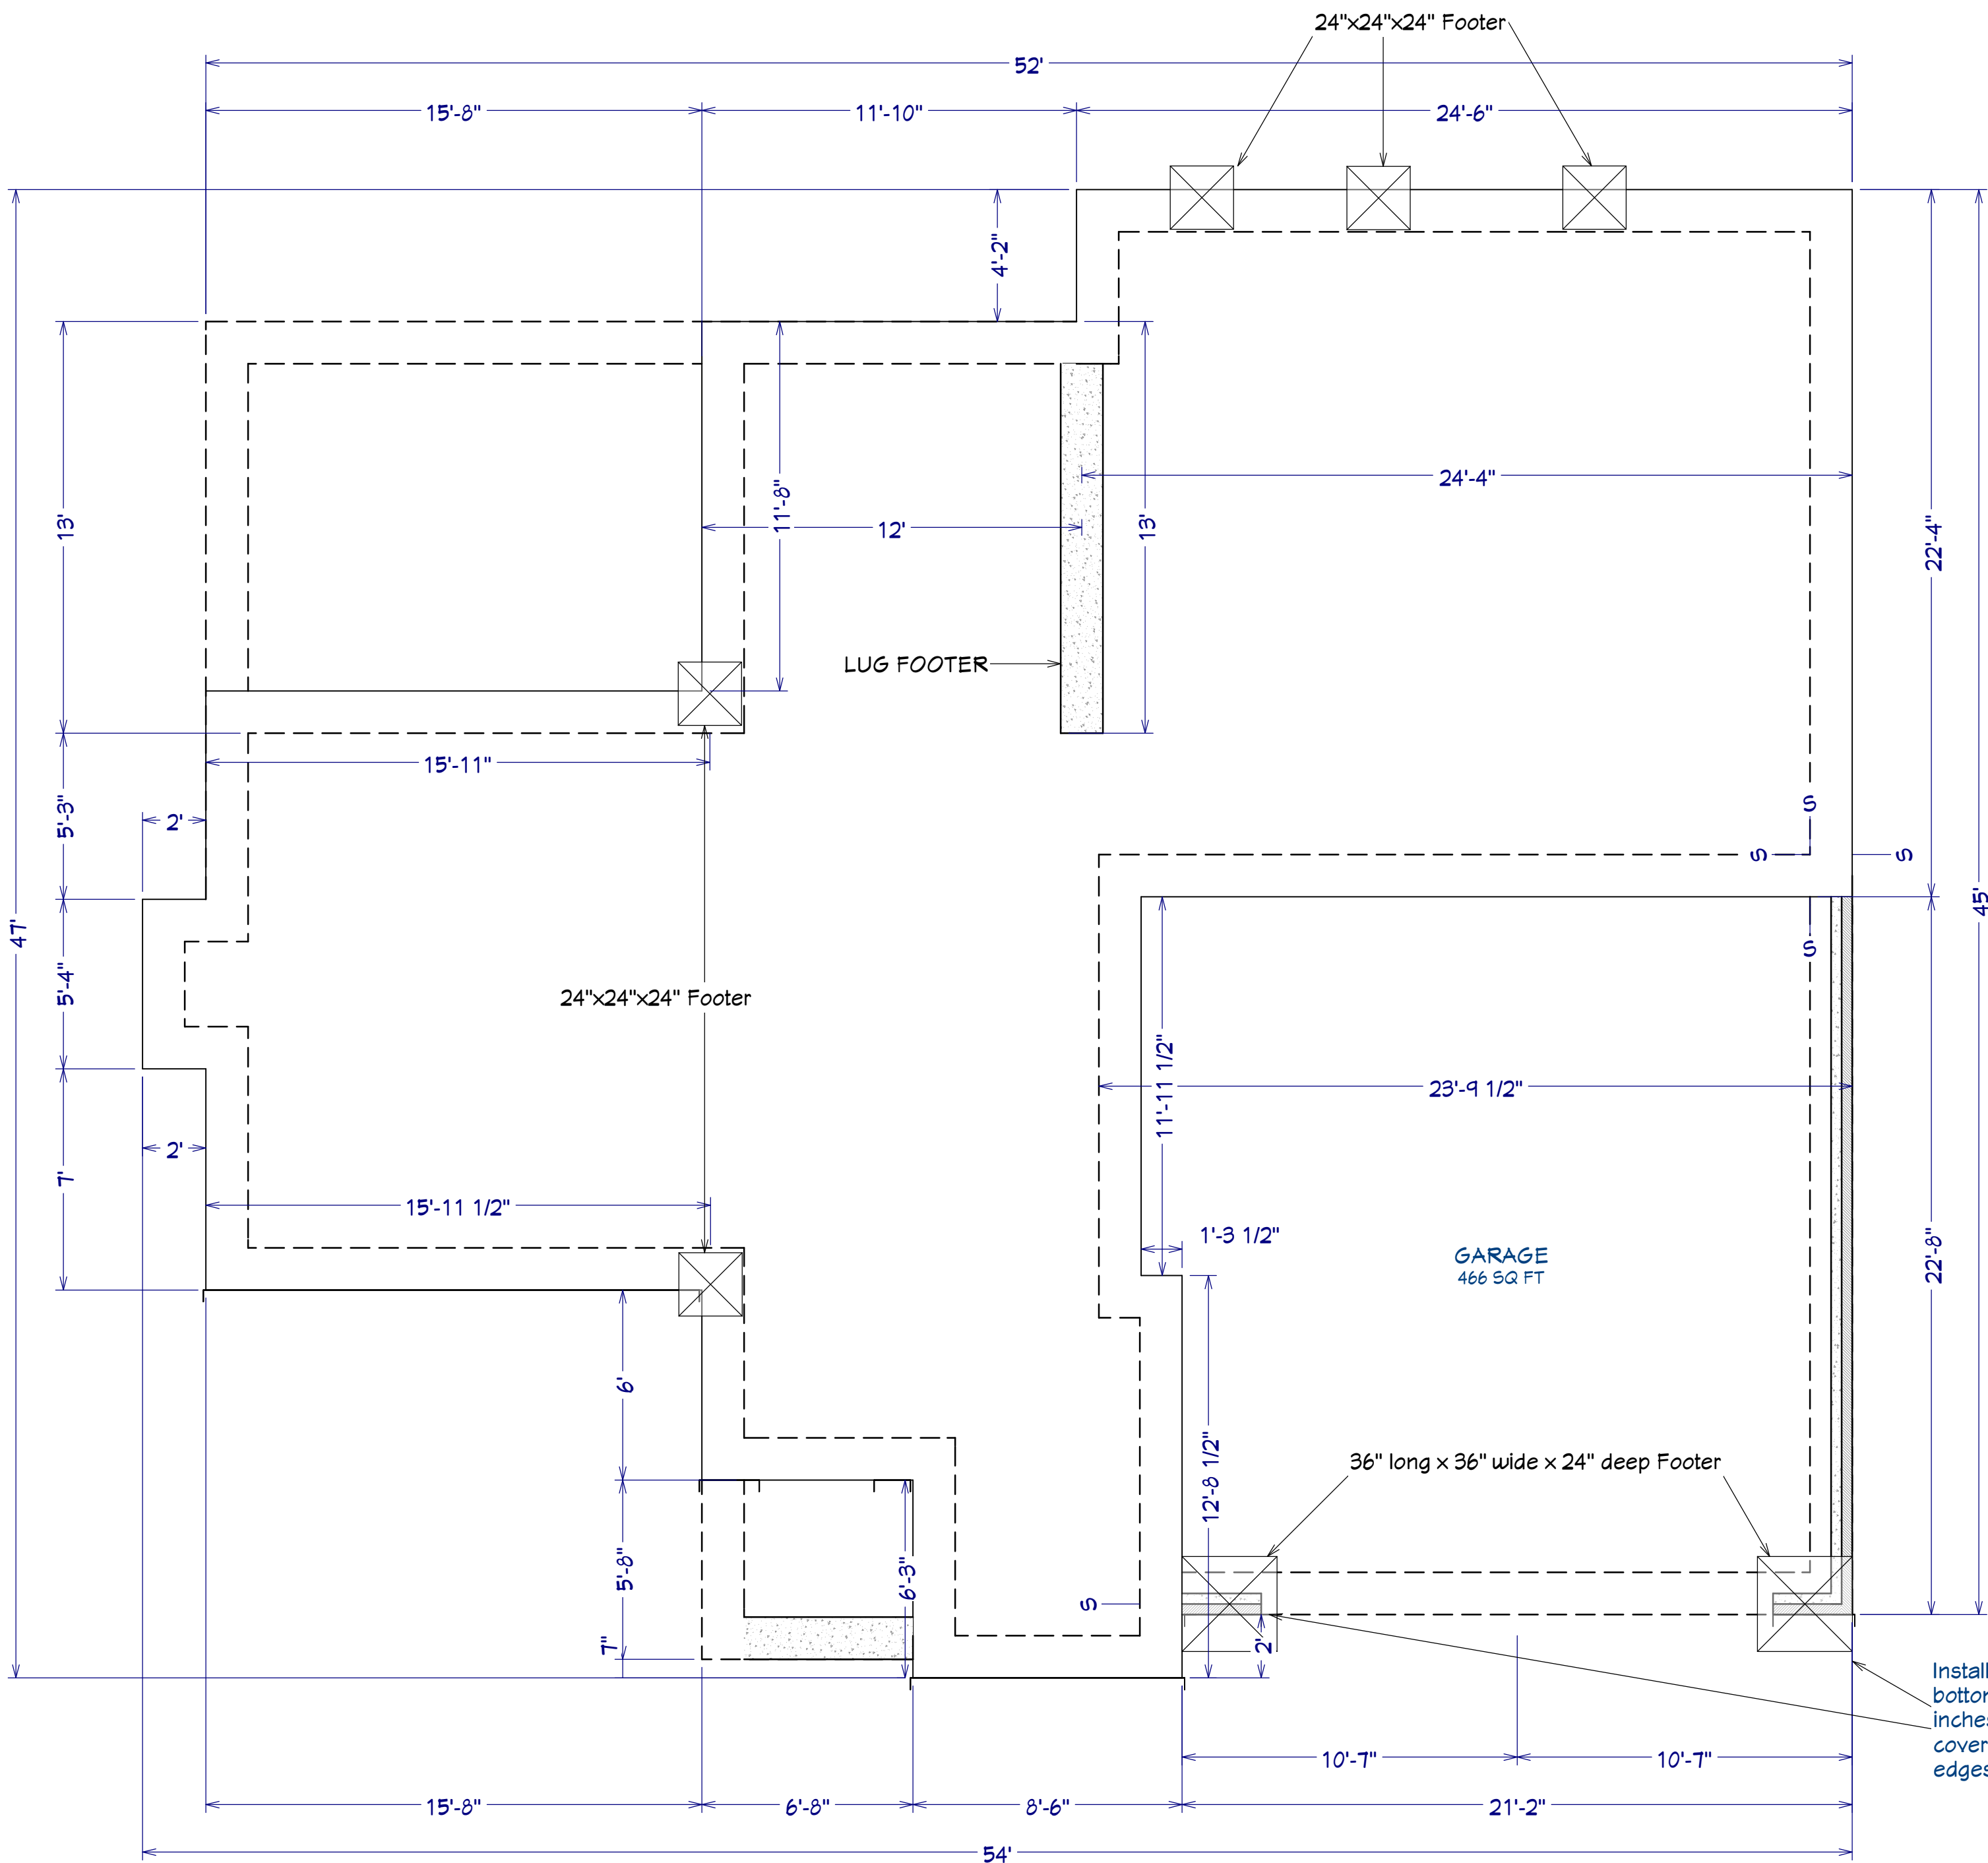 24"x24"x24" Footer
52'
15'-8"
11'-10"
24'-6"
4'-2"
13'
11'-8"
12'
13'
24'-4"
22'-4"
LUG FOOTER
15'-11"
5'-3"
2'
S
S
S
47'
45'
5'-4"
S
24"x24"x24" Footer
11'-11 1/2"
23'-9 1/2"
2'
7'
15'-11 1/2"
1'-3 1/2"
GARAGE
466 SQ FT
22'-8"
6'
36" long x 36" wide x 24" deep Footer
12'-8 1/2"
5'-8"
6'-3"
S
7"
2'
Install
bottom
inches
cover
edges
10'-7"
10'-7"
15'-8"
6'-8"
8'-6"
21'-2"
54'